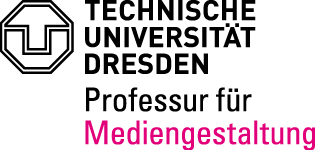 TECHNISCHE
UNIVERSITÄT
DRESDEN
Professur für
Mediengestaltung